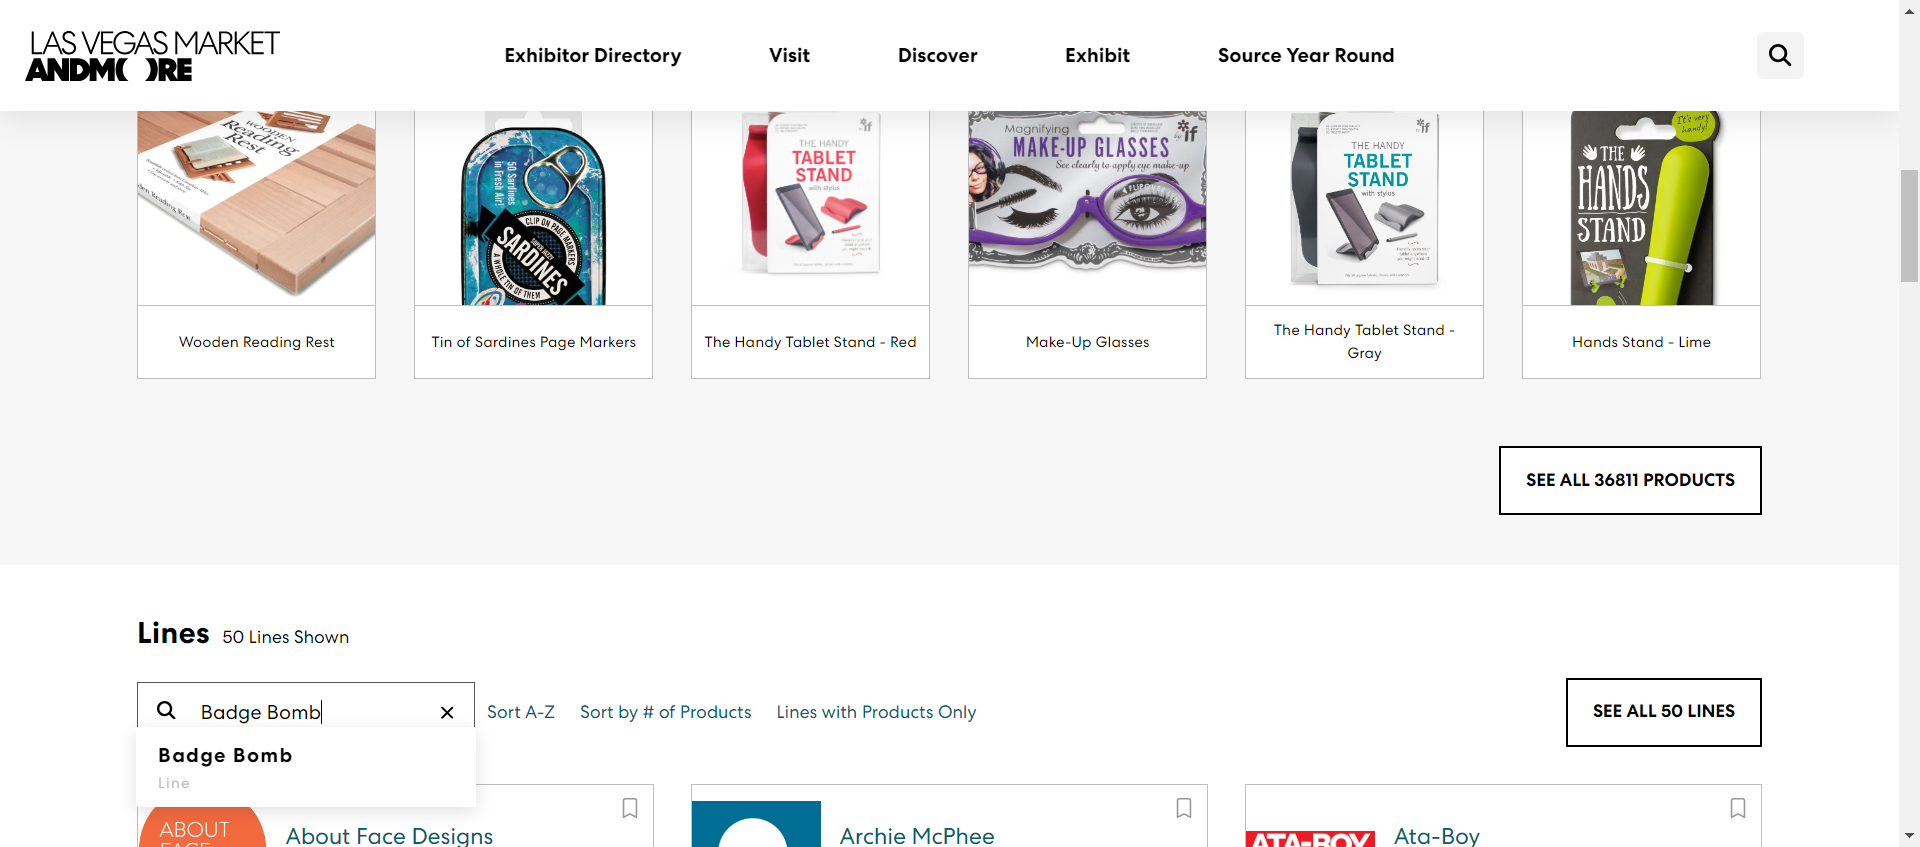 LAS VEGAS MARKET
ANDMORE
Exhibitor Directory
Visit
Discover
Exhibit
Source Year Round
WOODEN
Reading
Rest
50 Sardines
in Fresh Air!
CLIP ON PAGE MARKERS
SARDINES
A WHOLE TIN OF THEM
THE HANDY
TABLET
STAND
with stylus
if
Magnifying
MAKE-UP GLASSES
See clearly to apply eye make-up
by if
FLIPOVER
THE HANDY
TABLET
STAND
with stylus
if
It's very
handy!
THE
HANDS
STAND
Wooden Reading Rest
Tin of Sardines Page Markers
The Handy Tablet Stand - Red
Make-Up Glasses
The Handy Tablet Stand -
Gray
Hands Stand - Lime
SEE ALL 36811 PRODUCTS
Lines
50 Lines Shown
Badge Bomb
Sort A-Z
Sort by # of Products
Lines with Products Only
SEE ALL 50 LINES
Badge Bomb
Line
ABOUT
FACE
About Face Designs
Archie McPhee
ATA-BOY
Ata-Boy